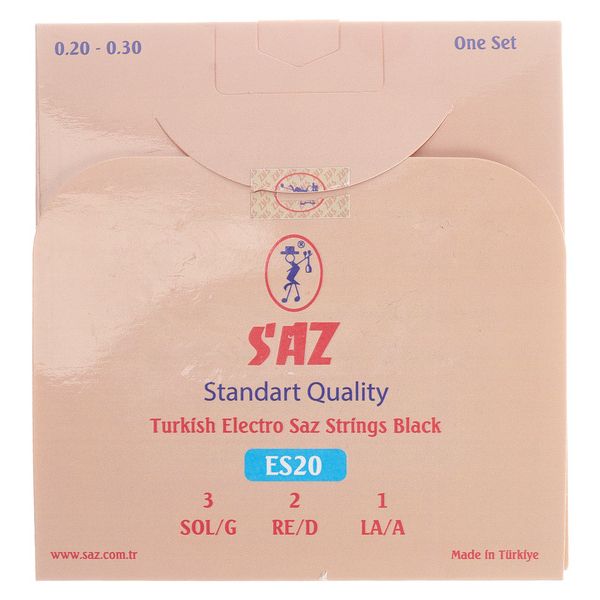 0.20 - 0.30
One Set
®
SAZ
Standart Quality
Turkish Electro Saz Strings Black
ES20
3 2 1
SOL/G RE/D LA/A
www.saz.com.tr
Made in Türkiye